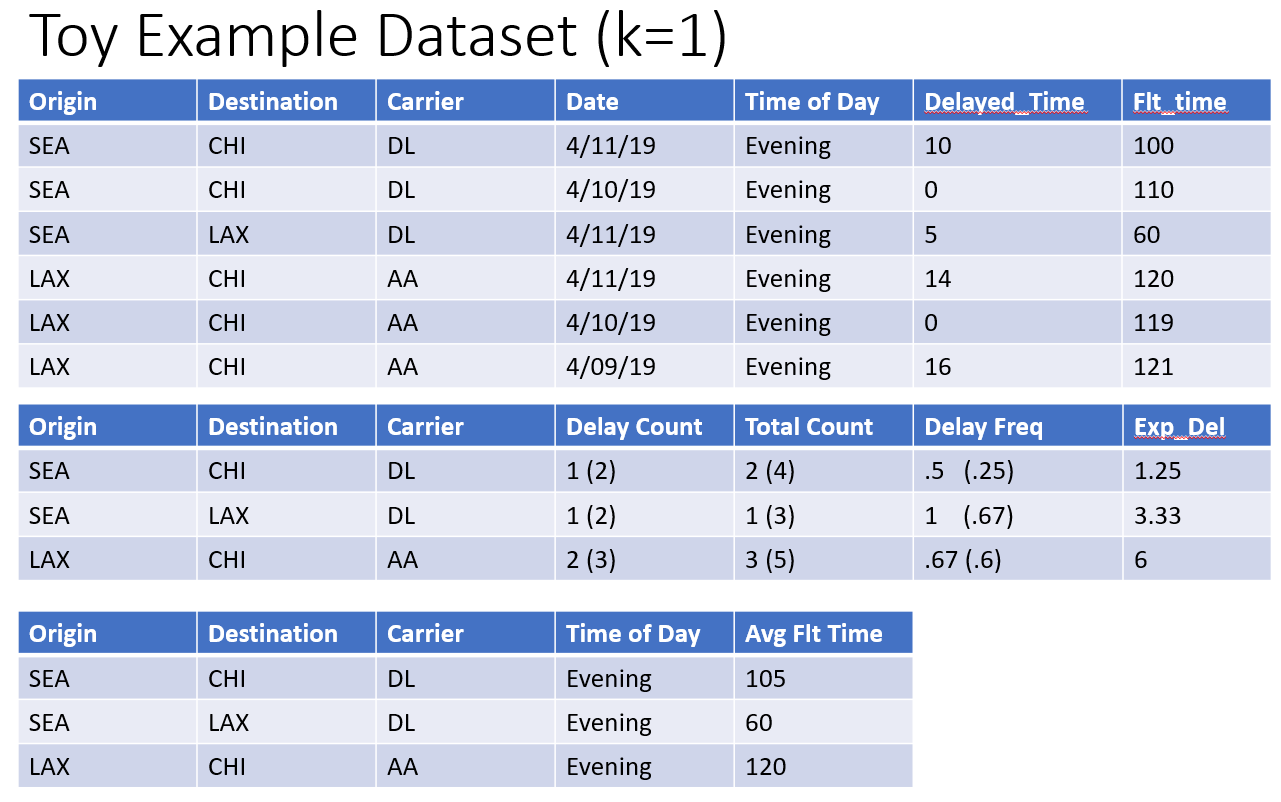 Toy Example Dataset (k=1)
Origin Destination Carrier Date Time of Day Delayed_Time Flt_time
SEA CHI DL 4/11/19 Evening 10 100
SEA CHI DL 4/10/19 Evening 0 110
SEA LAX DL 4/11/19 Evening 5 60
LAX CHI AA 4/11/19 Evening 14 120
LAX CHI AA 4/10/19 Evening 0 119
LAX CHI AA 4/09/19 Evening 16 121
Origin Destination Carrier Delay Count Total Count Delay Freq Exp_Del
SEA CHI DL 1 (2) 2 (4) .5 (.25) 1.25
SEA LAX DL 1 (2) 1 (3) 1 (.67) 3.33
LAX CHI AA 2 (3) 3 (5) .67 (.6) 6
Origin Destination Carrier Time of Day Avg Flt Time
SEA CHI DL Evening 105
SEA LAX DL Evening 60
LAX CHI AA Evening 120